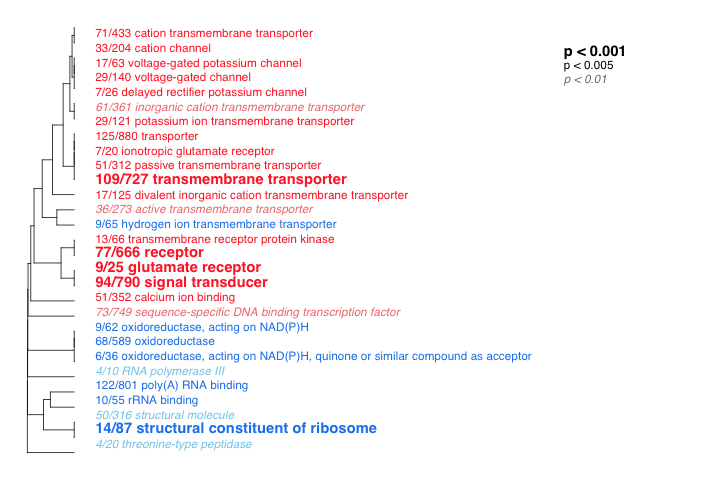 71/433 cation transmembrane transporter
33/204 cation channel
17/63 voltage-gated potassium channel
29/140 voltage-gated channel
7/26 delayed rectifier potassium channel
61/361 inorganic cation transmembrane transporter
29/121 potassium ion transmembrane transporter
125/880 transporter
7/20 ionotropic glutamate receptor
51/312 passive transmembrane transporter
109/727 transmembrane transporter
17/125 divalent inorganic cation transmembrane transporter
36/273 active transmembrane transporter
9/65 hydrogen ion transmembrane transporter
13/66 transmembrane receptor protein kinase
77/666 receptor
9/25 glutamate receptor
94/790 signal transducer
51/352 calcium ion binding
73/749 sequence-specific DNA binding transcription factor
9/62 oxidoreductase, acting on NAD(P)H
68/589 oxidoreductase
6/36 oxidoreductase, acting on NAD(P)H, quinone or similar compound as acceptor
4/10 RNA polymerase III
122/801 poly(A) RNA binding
10/55 rRNA binding
50/316 structural molecule
14/87 structural constituent of ribosome
4/20 threonine-type peptidase
p < 0.001
p < 0.005
p < 0.01